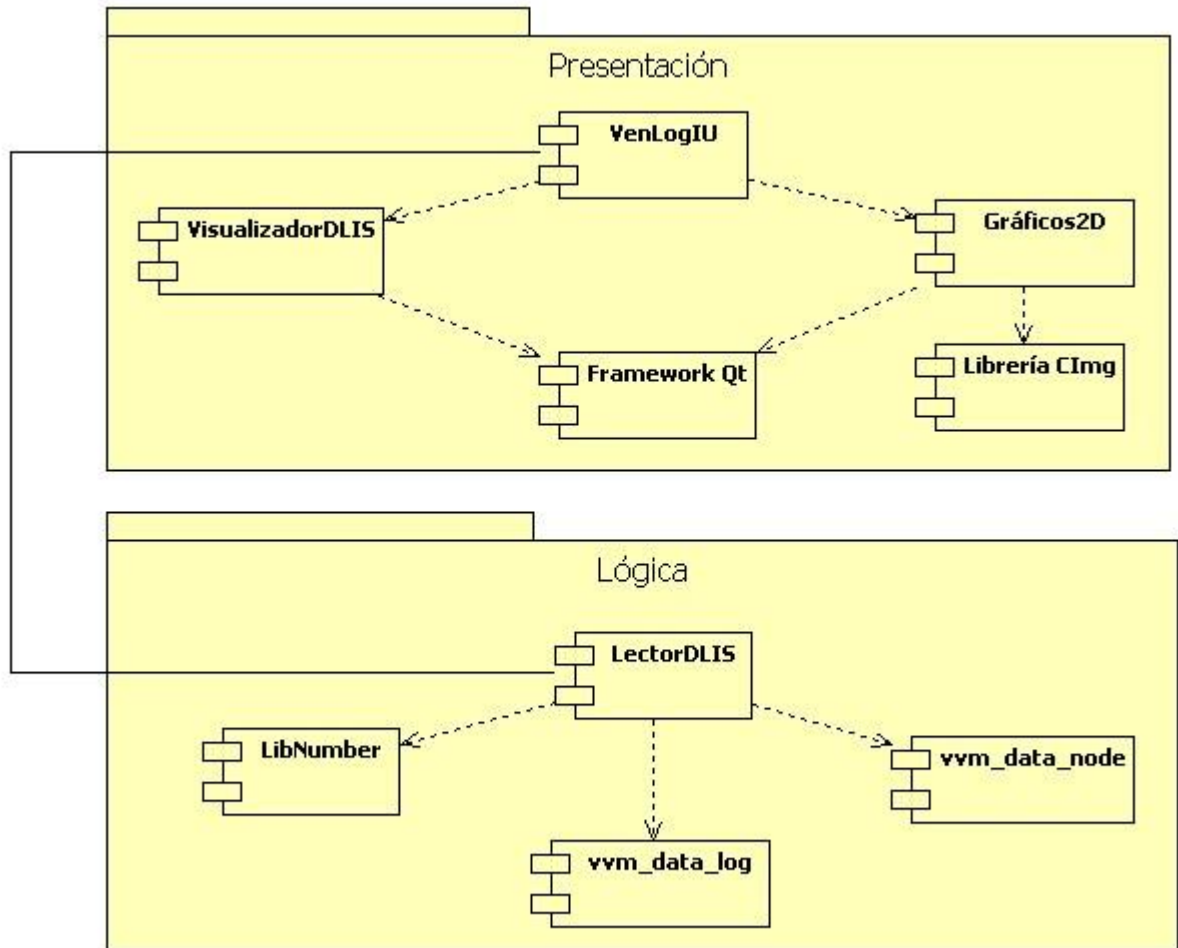 Presentación
VenLogIU
VisualizadorDLIS
Gráficos2D
Framework Qt
Librería CImg
Lógica
LectorDLIS
LibNumber
vvm_data_node
vvm_data_log